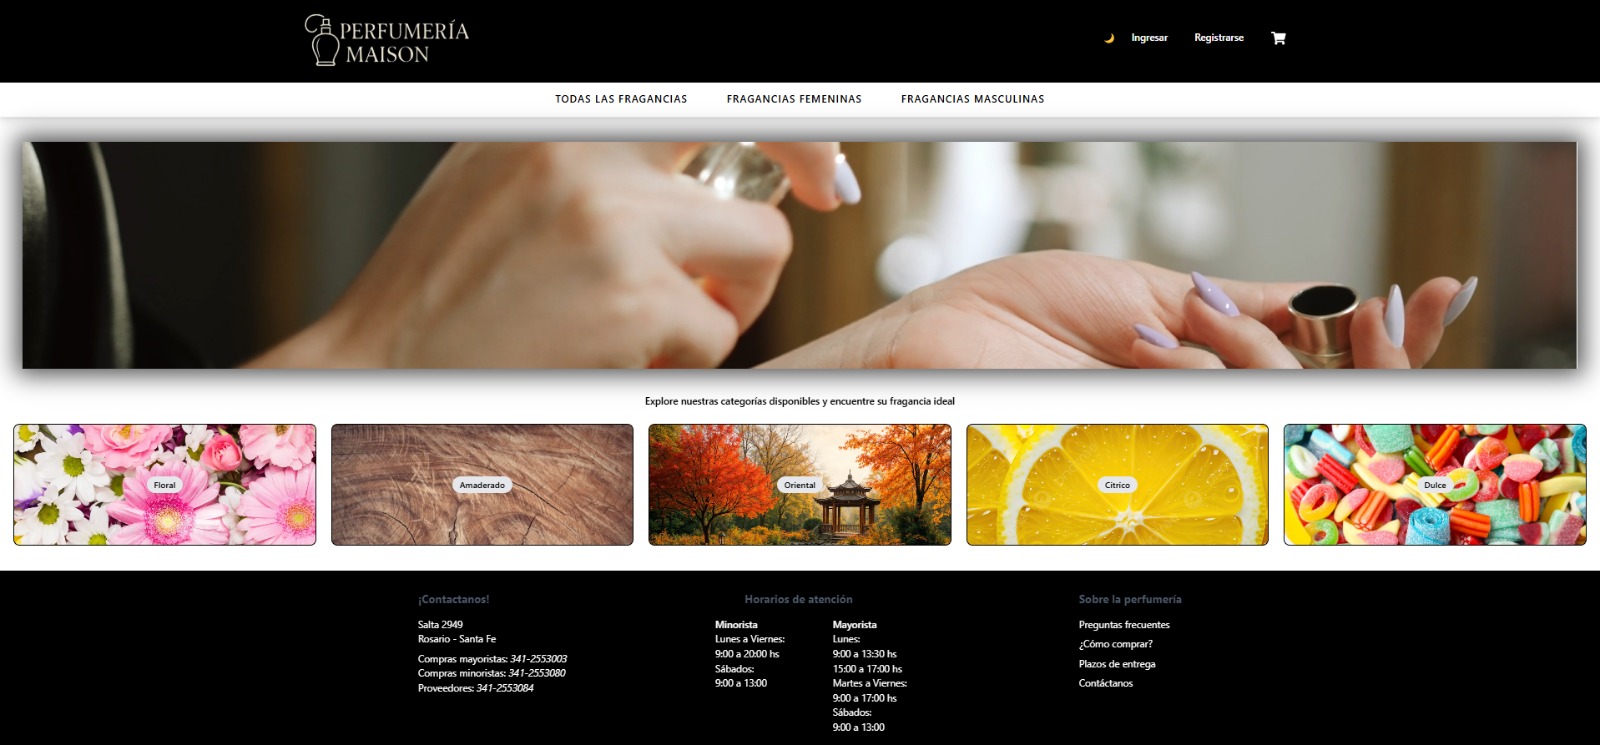 PERFUMERÍA
MAISON
Ingresar
Registrarse
TODAS LAS FRAGANCIAS
FRAGANCIAS FEMENINAS
FRAGANCIAS MASCULINAS
Explore nuestras categorías disponibles y encuentre su fragancia ideal
Floral
Amaderado
Oriental
Cítrico
Dulce
¡Contactanos!
Salta 2949
Rosario - Santa Fe
Compras mayoristas: 341-2553003
Compras minoristas: 341-2553080
Proveedores: 341-2553084
Horarios de atención
Minorista
Lunes a Viernes:
9:00 a 20:00 hs
Sábados:
9:00 a 13:00
Mayorista
Lunes:
9:00 a 13:30 hs
15:00 a 17:00 hs
Martes a Viernes:
9:00 a 17:00 hs
Sábados:
9:00 a 13:00
Sobre la perfumería
Preguntas frecuentes
¿Cómo comprar?
Plazos de entrega
Contáctanos